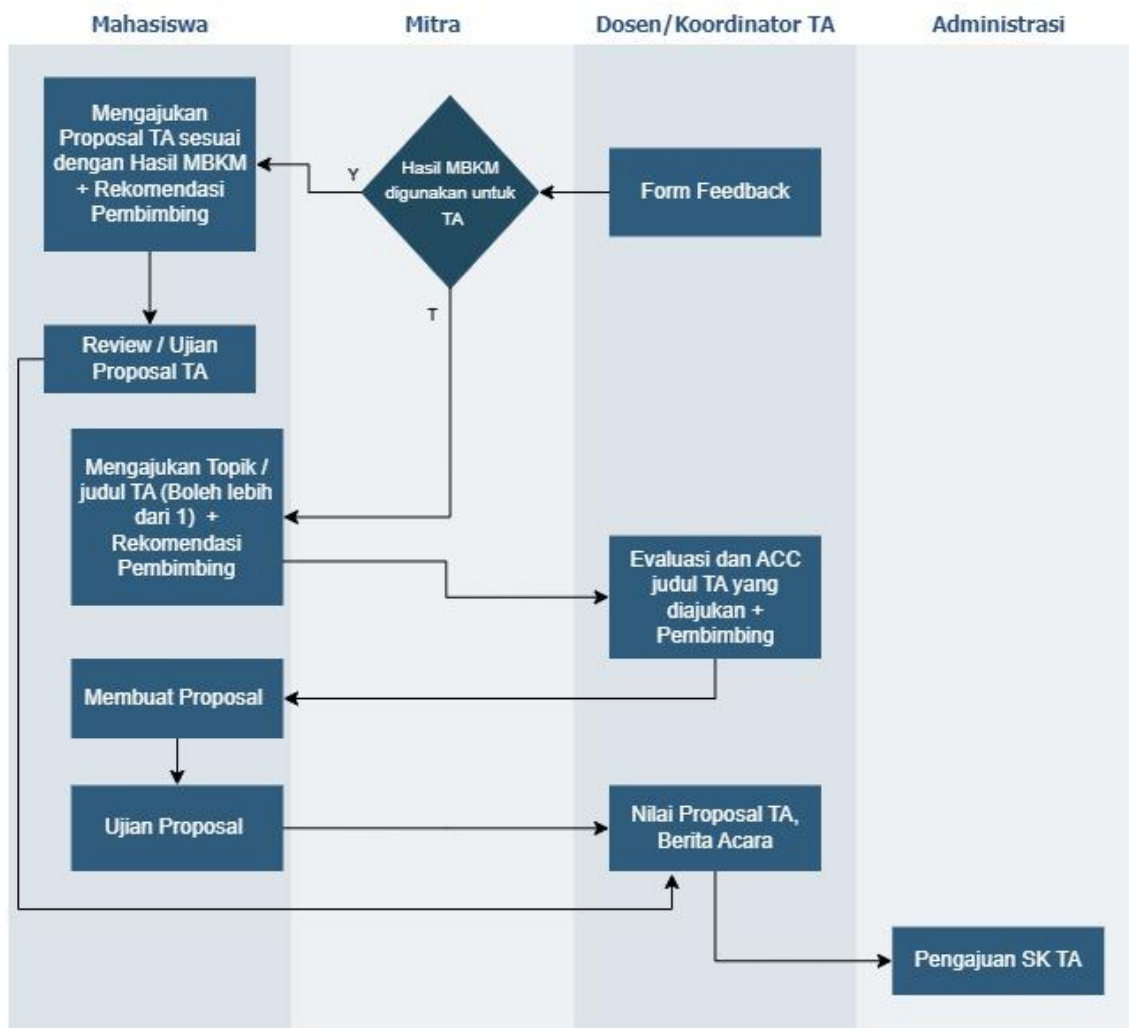 Mahasiswa
Mitra
Dosen/Koordinator TA
Administrasi
Mengajukan
Proposal TA sesuai
dengan Hasil MBKM
+ Rekomendasi
Pembimbing
Y
Hasil MBKM
digunakan untuk
TA
Form Feedback
T
Review / Ujian
Proposal TA
Mengajukan Topik /
judul TA (Boleh lebih
dari 1) +
Rekomendasi
Pembimbing
Evaluasi dan ACC
judul TA yang
diajukan +
Pembimbing
Membuat Proposal
Ujian Proposal
Nilai Proposal TA,
Berita Acara
Pengajuan SK TA